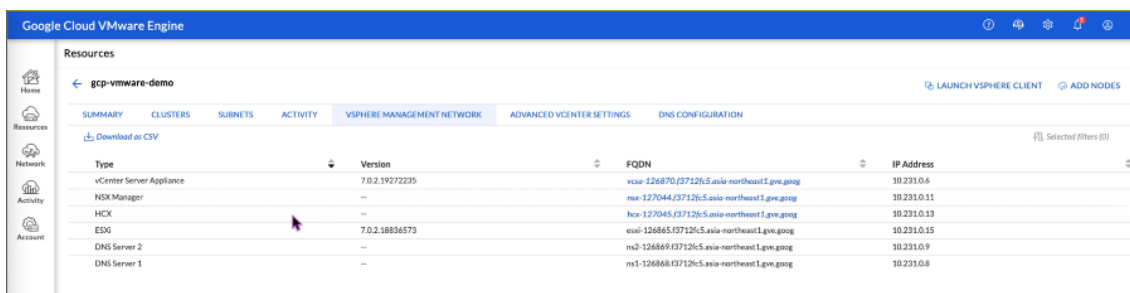 Google Cloud VMware Engine
Resources
gcp-vmware-demo
LAUNCH VSPHERE CLIENT ADD NODES
Home
Resources
Network
Activity
Account
SUMMARY CLUSTERS SUBNETS ACTIVITY VSPHERE MANAGEMENT NETWORK ADVANCED VCENTER SETTINGS DNS CONFIGURATION
Download as CSV Selected filters (0)
Type Version FQDN IP Address
vCenter Server Appliance 7.0.2.19272235 vcsa-126870.f3712fc5.asia-northeast1.gve.goog 10.231.0.6
NSX Manager -- nsx-127044.f3712fc5.asia-northeast1.gve.goog 10.231.0.11
HCX -- hcx-127045.f3712fc5.asia-northeast1.gve.goog 10.231.0.13
ESXi 7.0.2.18836573 esxi-126865.f3712fc5.asia-northeast1.gve.goog 10.231.0.15
DNS Server 2 -- ns2-126869.f3712fc5.asia-northeast1.gve.goog 10.231.0.9
DNS Server 1 -- ns1-126868.f3712fc5.asia-northeast1.gve.goog 10.231.0.8